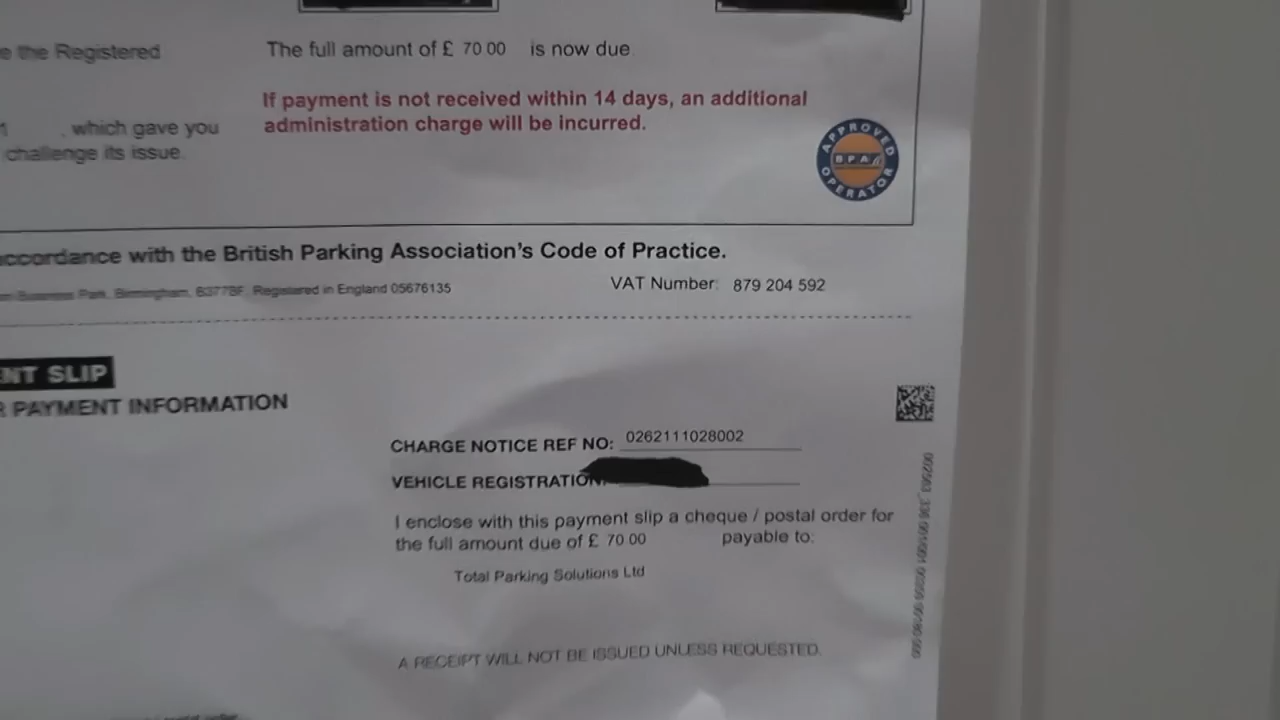 e the Registered
The full amount of £ 70.00 is now due
If payment is not received within 14 days, an additional
administration charge will be incurred.
1 , which gave you
challenge its issue.
APPROVED
BPA
OPERATOR
ccordance with the British Parking Association's Code of Practice.
Business Park, Birmingham, B377BF. Registered in England 05676135
VAT Number: 879 204 592
NT SLIP
R PAYMENT INFORMATION
CHARGE NOTICE REF NO: 0262111028002
VEHICLE REGISTRATION
I enclose with this payment slip a cheque / postal order for
the full amount due of £ 70.00 payable to:
Total Parking Solutions Ltd
A RECEIPT WILL NOT BE ISSUED UNLESS REQUESTED.